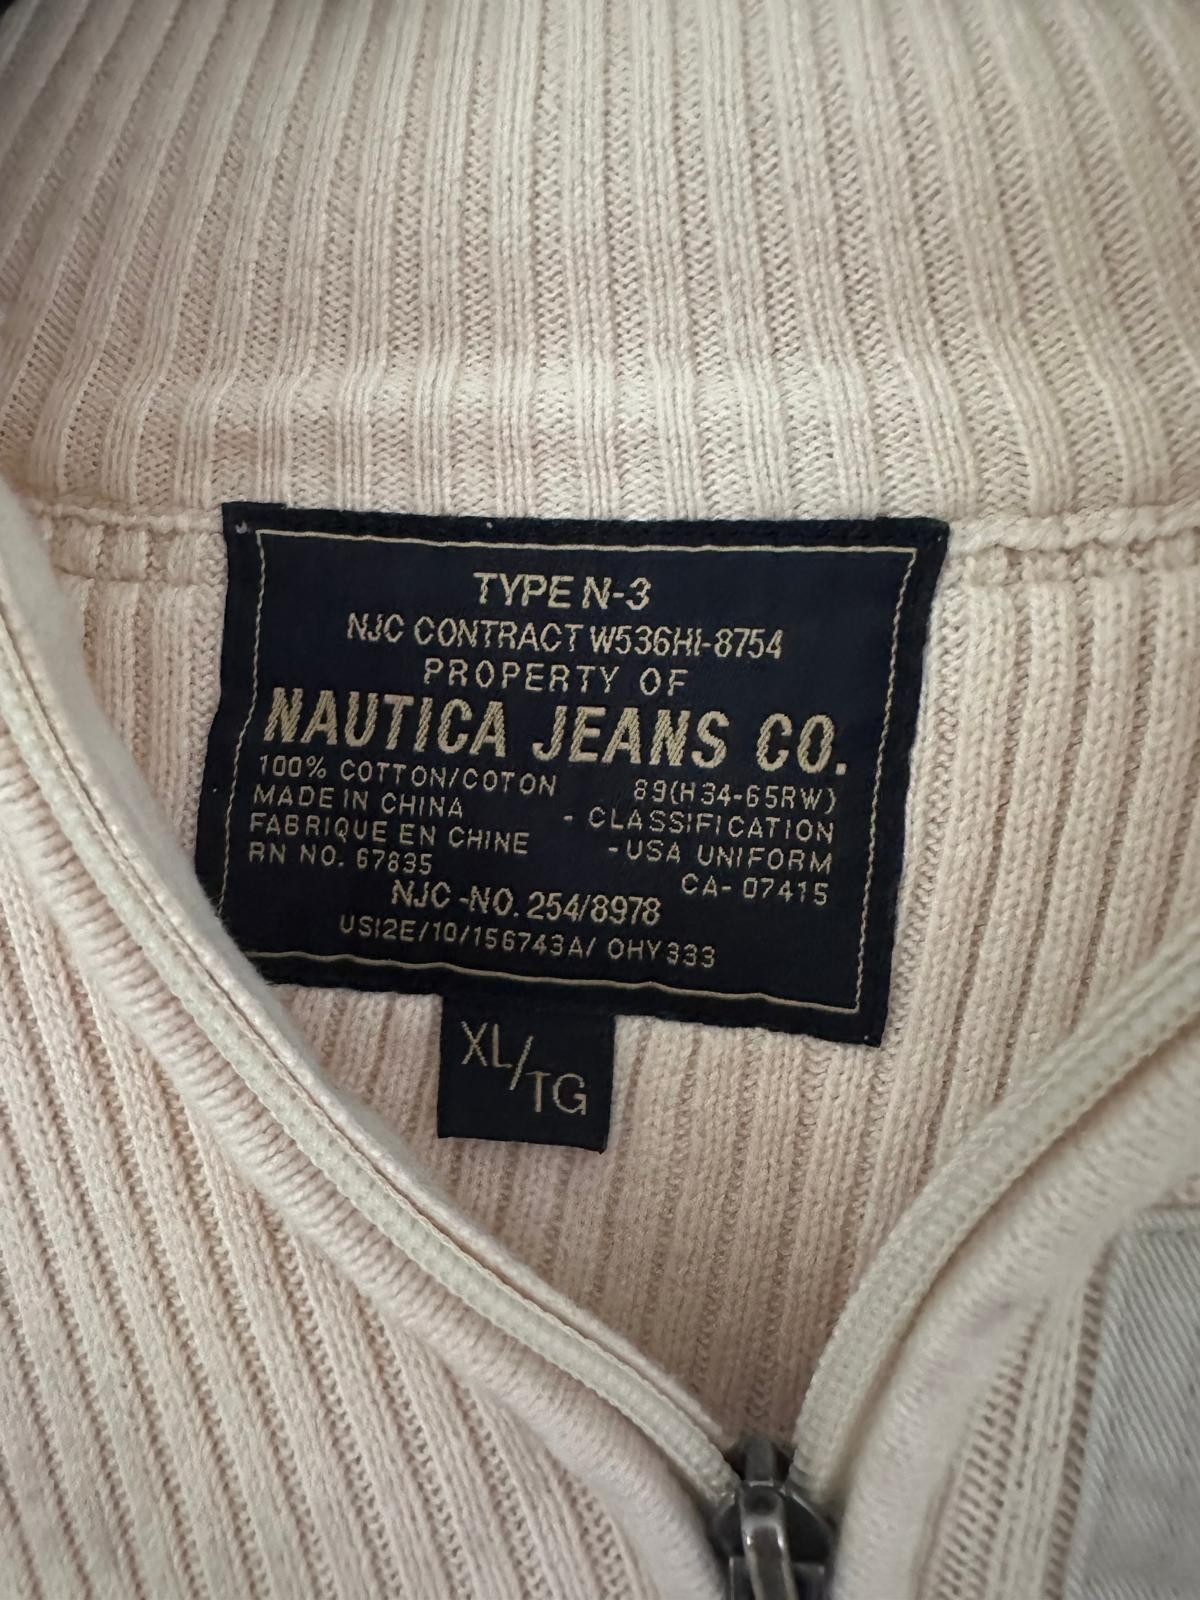 TYPE N-3
NJC CONTRACT W536HI-8754
PROPERTY OF
NAUTICA JEANS CO.
100% COTTON/COTON
MADE IN CHINA
FABRIQUE EN CHINE
RN NO. 67835
89(H34-65RW)
- CLASSIFICATION
-USA UNIFORM
CA- 07415
NJC -NO. 254/8978
USI2E/10/156743A/ OHY333
XL/TG